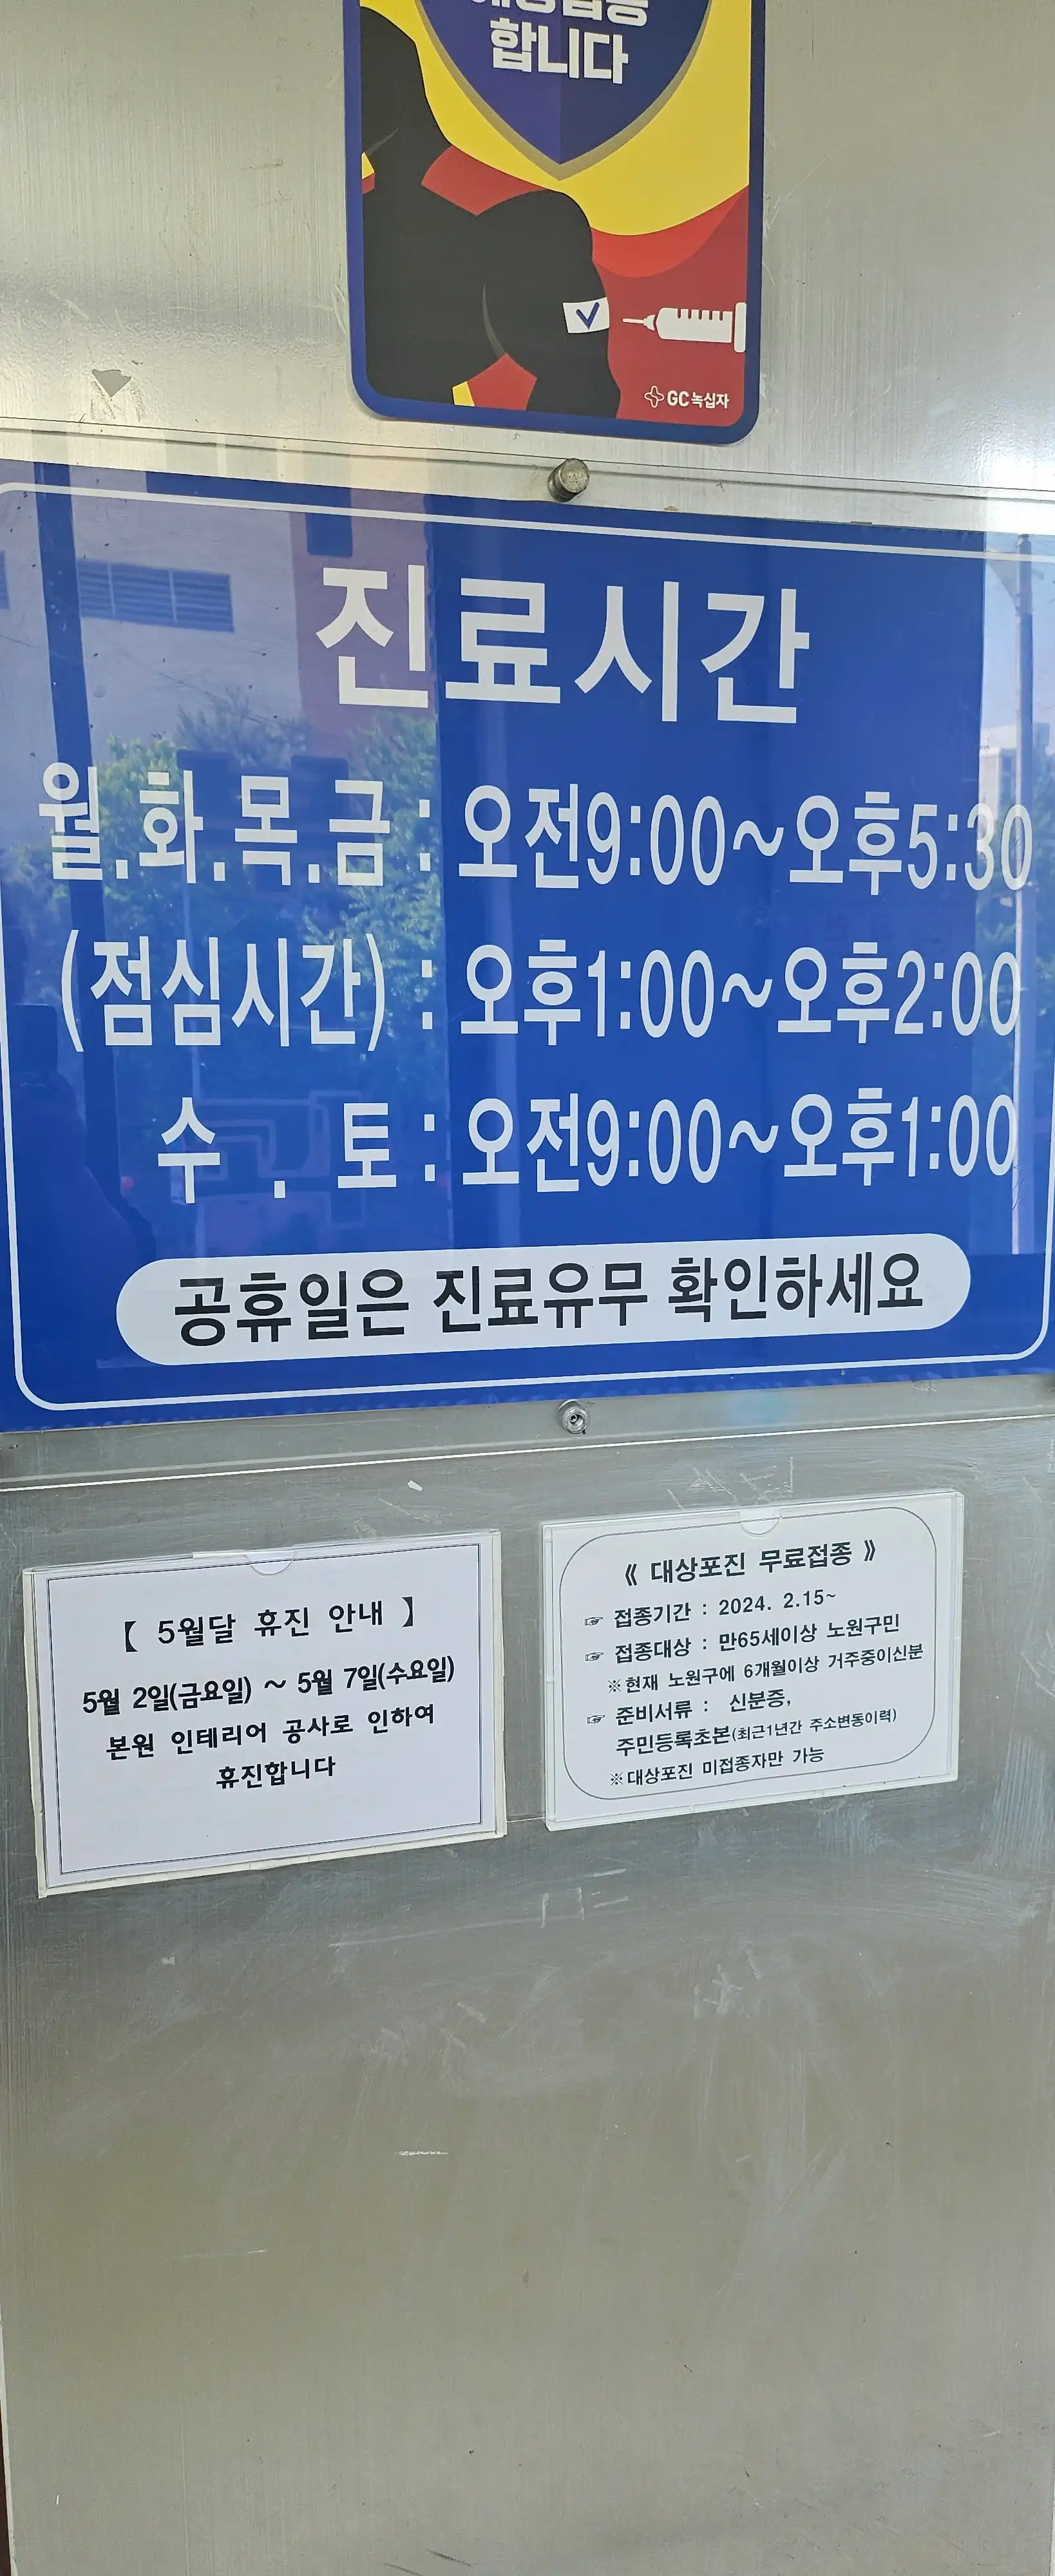 합니다
GC녹십자
진료시간
월.화.목.금 : 오전9:00~오후5:30
(점심시간) : 오후1:00~오후2:00
수 . 토 : 오전9:00~오후1:00
공휴일은 진료유무 확인하세요
【 5월달 휴진 안내 】
5월 2일(금요일) ~ 5월 7일(수요일)
본원 인테리어 공사로 인하여
휴진합니다
《 대상포진 무료접종 》
☞ 접종기간 : 2024. 2.15~
☞ 접종대상 : 만65세이상 노원구민
※현재 노원구에 6개월이상 거주중이신분
☞ 준비서류 : 신분증,
주민등록초본(최근1년간 주소변동이력)
※대상포진 미접종자만 가능